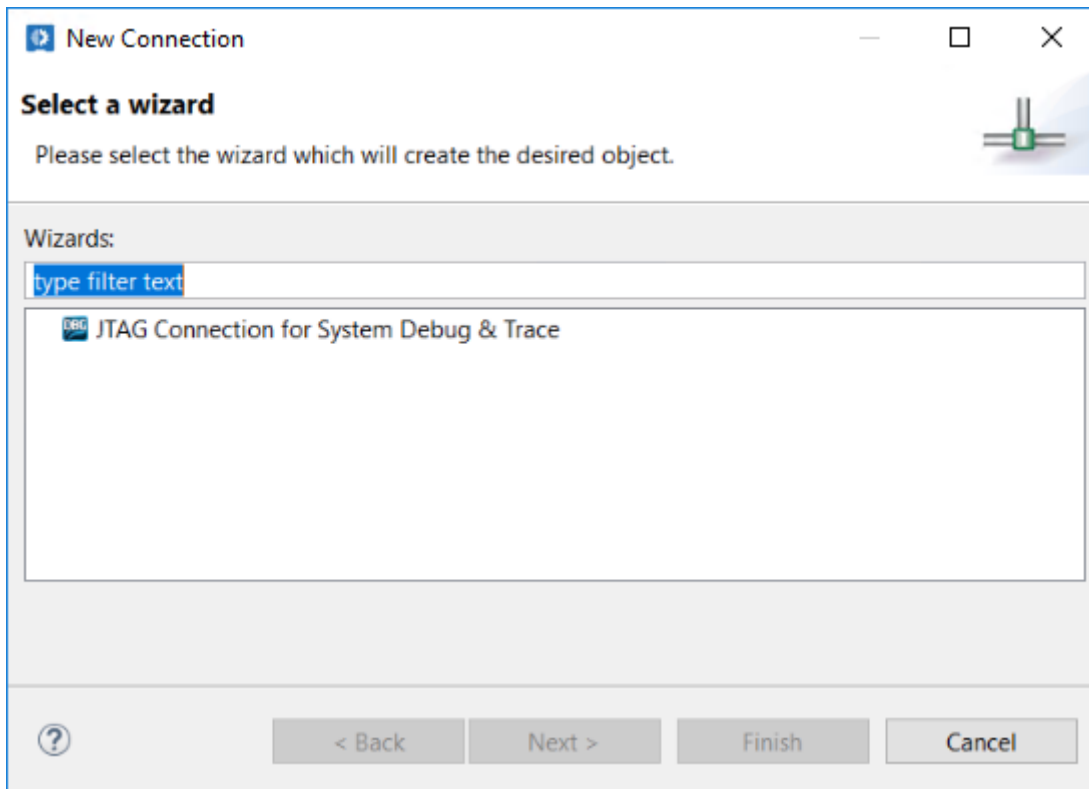 New Connection
Select a wizard
Please select the wizard which will create the desired object.
Wizards:
type filter text
DBG JTAG Connection for System Debug & Trace
? < Back Next > Finish Cancel